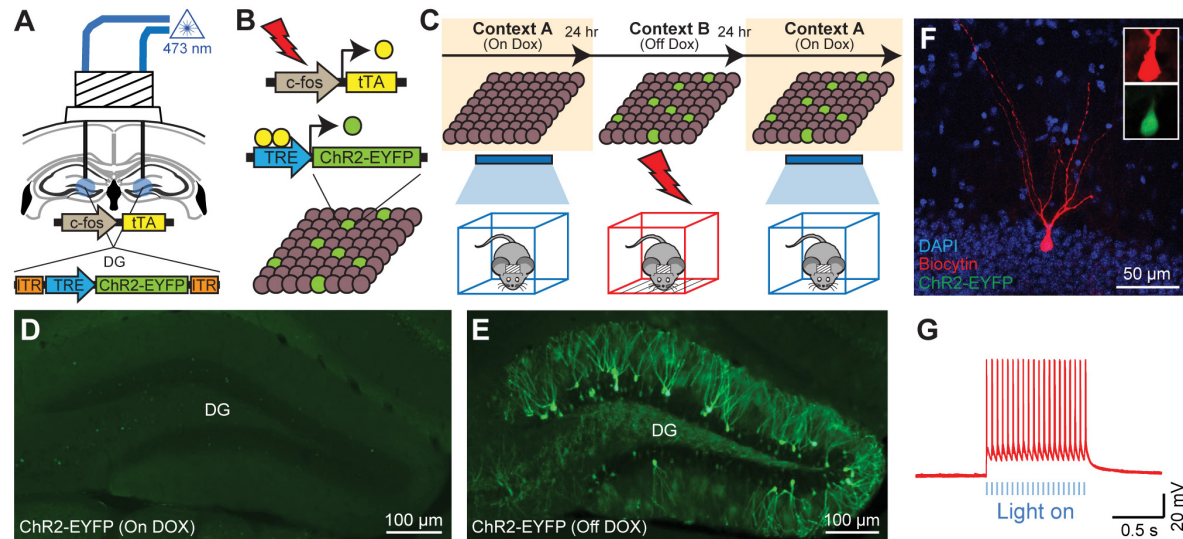 A
473 nm
c-fos
tTA
DG
ITR
TRE
ChR2-EYFP
ITR
B
c-fos
tTA
TRE
ChR2-EYFP
C
Context A
(On Dox)
24 hr
Context B
(Off Dox)
24 hr
Context A
(On Dox)
D
DG
ChR2-EYFP (On DOX)
100 µm
E
DG
ChR2-EYFP (Off DOX)
100 µm
F
DAPI
Biocytin
ChR2-EYFP
50 µm
G
Light on
0.5 s
20 mV